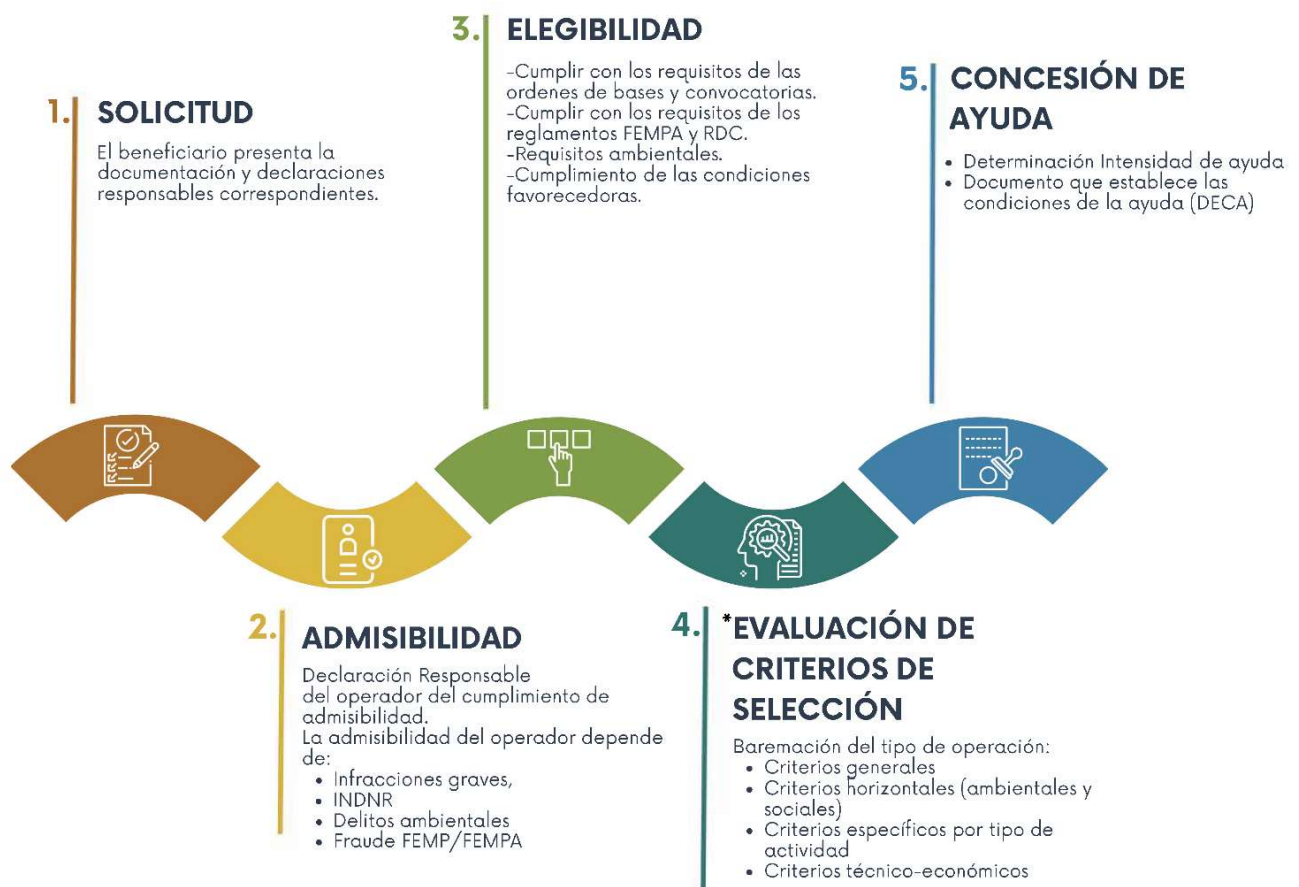 1. SOLICITUD
El beneficiario presenta la
documentación y declaraciones
responsables correspondientes.
2. ADMISIBILIDAD
Declaración Responsable
del operador del cumplimiento de
admisibilidad.
La admisibilidad del operador depende
de:
• Infracciones graves,
• INDNR
• Delitos ambientales
• Fraude FEMP/FEMPA
3. ELEGIBILIDAD
-Cumplir con los requisitos de las
ordenes de bases y convocatorias.
-Cumplir con los requisitos de los
reglamentos FEMPA y RDC.
-Requisitos ambientales.
-Cumplimiento de las condiciones
favorecedoras.
4. *EVALUACIÓN DE
CRITERIOS DE
SELECCIÓN
Baremación del tipo de operación:
• Criterios generales
• Criterios horizontales (ambientales y
sociales)
• Criterios específicos por tipo de
actividad
• Criterios técnico-económicos
5. CONCESIÓN DE
AYUDA
• Determinación Intensidad de ayuda
• Documento que establece las
condiciones de la ayuda (DECA)